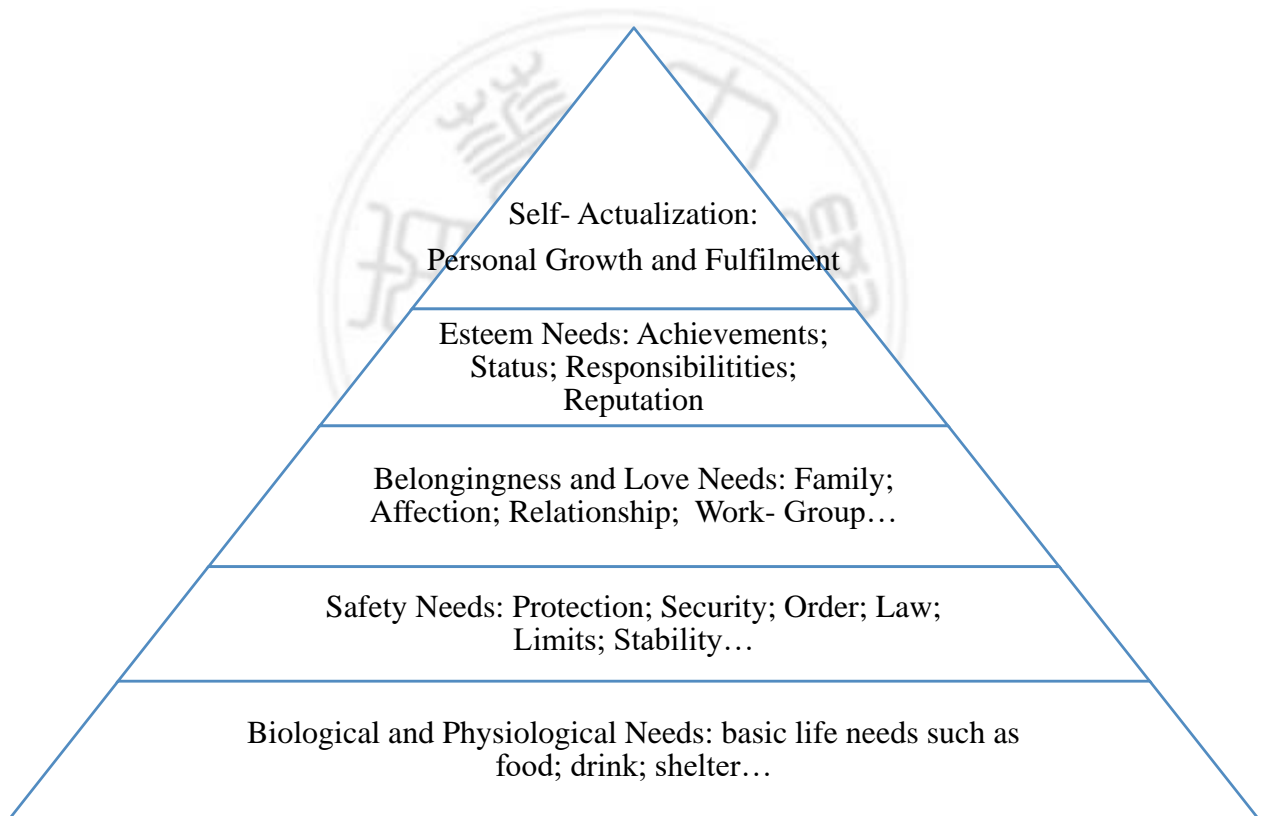 Self- Actualization:
Personal Growth and Fulfilment
Esteem Needs: Achievements;
Status; Responsibilitities;
Reputation
Belongingness and Love Needs: Family;
Affection; Relationship;  Work- Group…
Safety Needs: Protection; Security; Order; Law;
Limits; Stability…
Biological and Physiological Needs: basic life needs such as
food; drink; shelter…